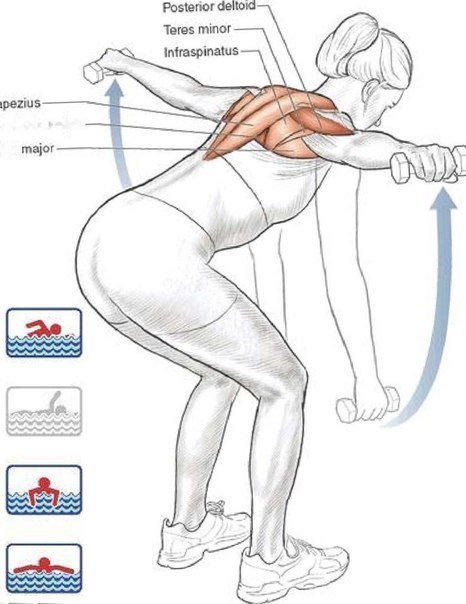 Posterior deltoid
Teres minor
Infraspinatus
apezius
major